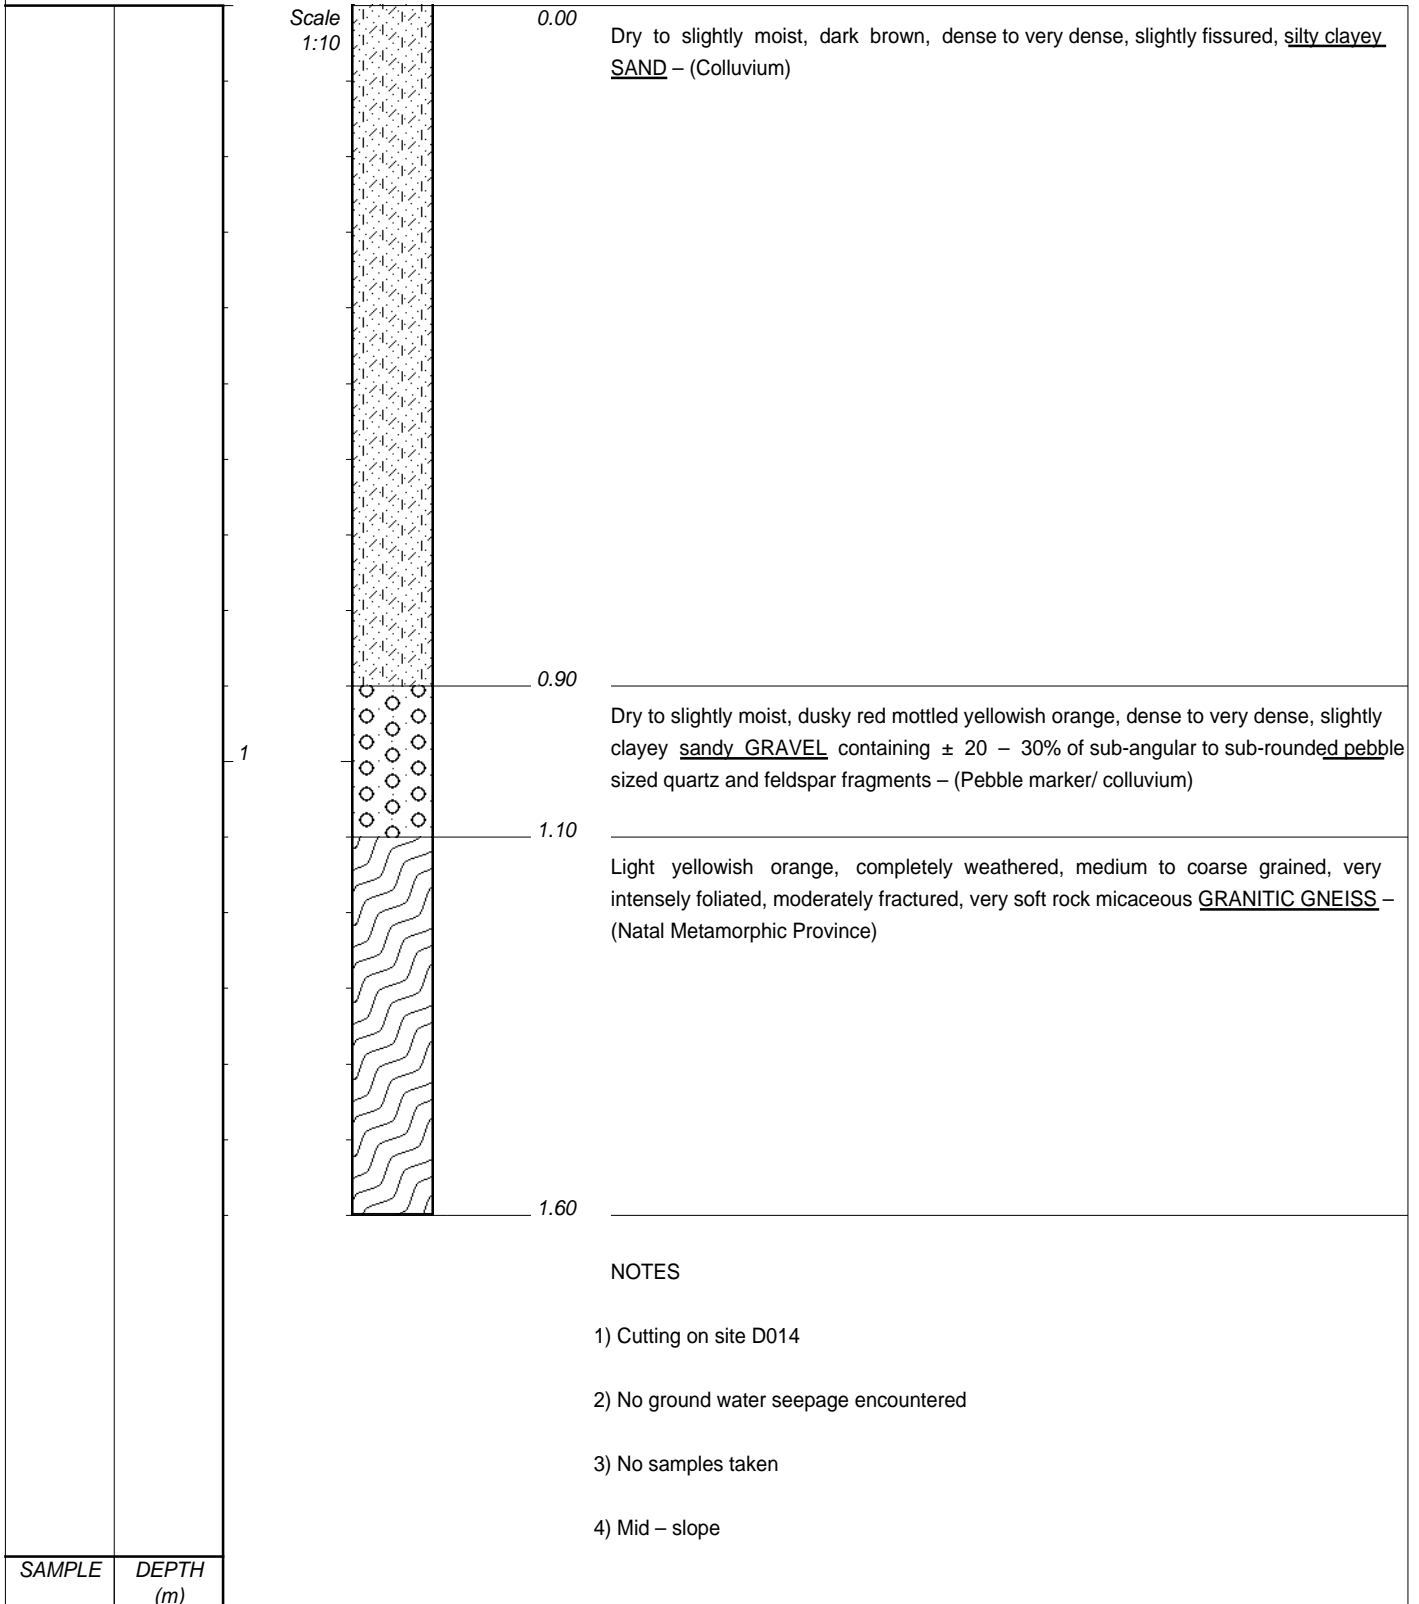 Scale
1:10
0.00
Dry to slightly moist, dark brown, dense to very dense, slightly fissured, silty clayey
SAND – (Colluvium)
0.90
Dry to slightly moist, dusky red mottled yellowish orange, dense to very dense, slightly
clayey sandy GRAVEL containing ± 20 – 30% of sub-angular to sub-rounded pebble
sized quartz and feldspar fragments – (Pebble marker/ colluvium)
1
1.10
Light yellowish orange, completely weathered, medium to coarse grained, very
intensely foliated, moderately fractured, very soft rock micaceous GRANITIC GNEISS –
(Natal Metamorphic Province)
1.60
NOTES
1) Cutting on site D014
2) No ground water seepage encountered
3) No samples taken
4) Mid – slope
SAMPLE
DEPTH
(m)